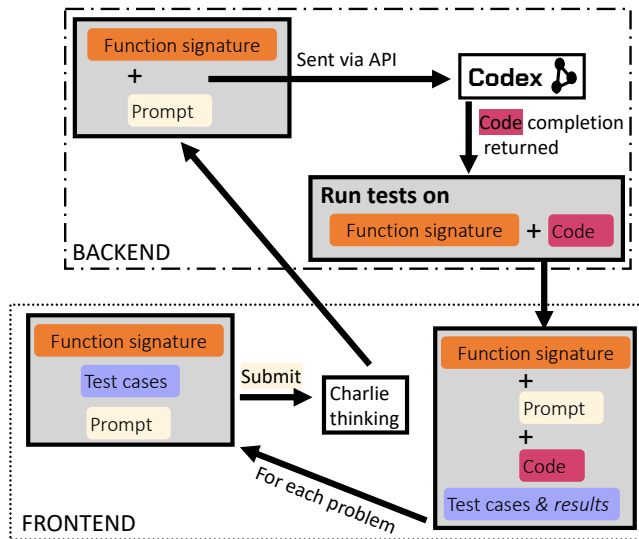 Function signature
+
Prompt
Sent via API
Codex
Code completion
returned
Run tests on
Function signature + Code
BACKEND
Function signature
Test cases
Prompt
Submit
Charlie
thinking
Function signature
+
Prompt
+
Code
Test cases & results
For each problem
FRONTEND